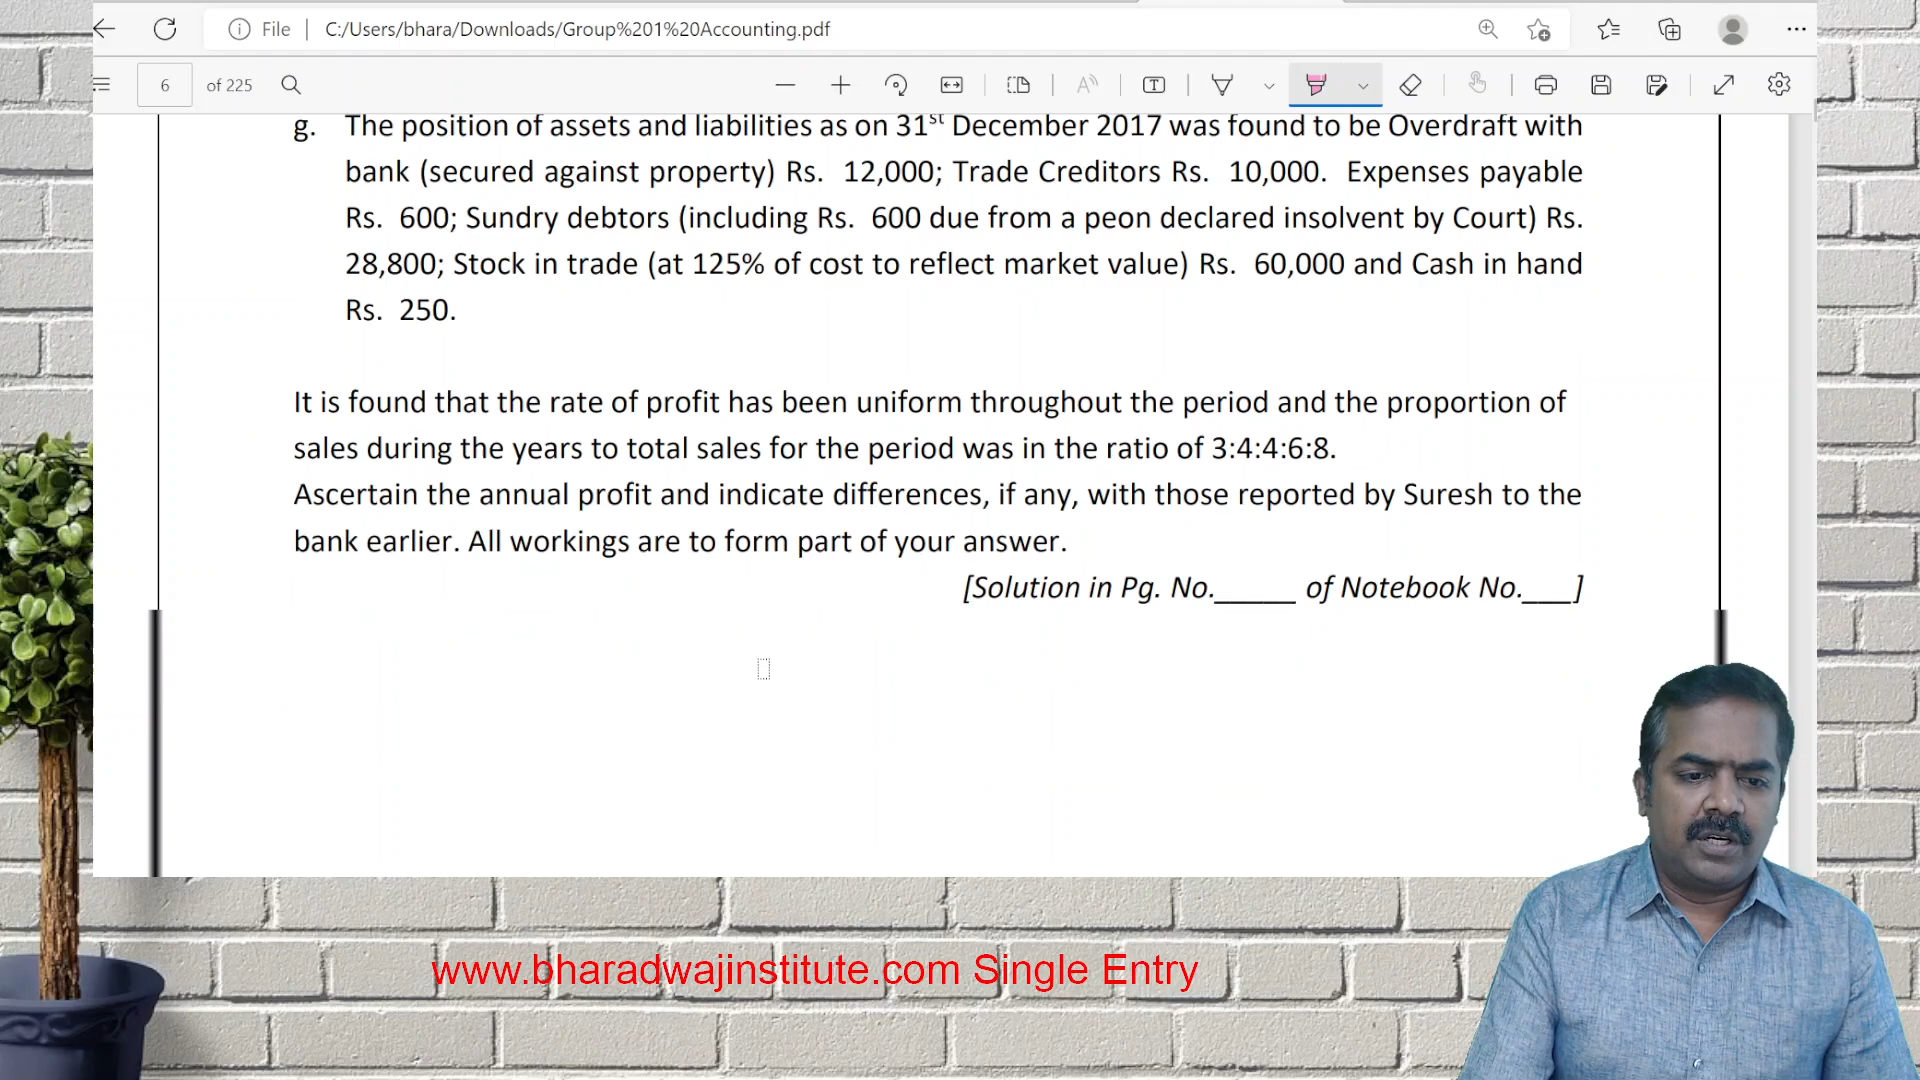 File
C:/Users/bhara/Downloads/Group%201%20Accounting.pdf
6 of 225
g. The position of assets and liabilities as on 31st December 2017 was found to be Overdraft with
bank (secured against property) Rs. 12,000; Trade Creditors Rs. 10,000. Expenses payable
Rs. 600; Sundry debtors (including Rs. 600 due from a peon declared insolvent by Court) Rs.
28,800; Stock in trade (at 125% of cost to reflect market value) Rs. 60,000 and Cash in hand
Rs. 250.
It is found that the rate of profit has been uniform throughout the period and the proportion of
sales during the years to total sales for the period was in the ratio of 3:4:4:6:8.
Ascertain the annual profit and indicate differences, if any, with those reported by Suresh to the
bank earlier. All workings are to form part of your answer.
[Solution in Pg. No._____ of Notebook No.___]
www.bharadwajinstitute.com Single Entry